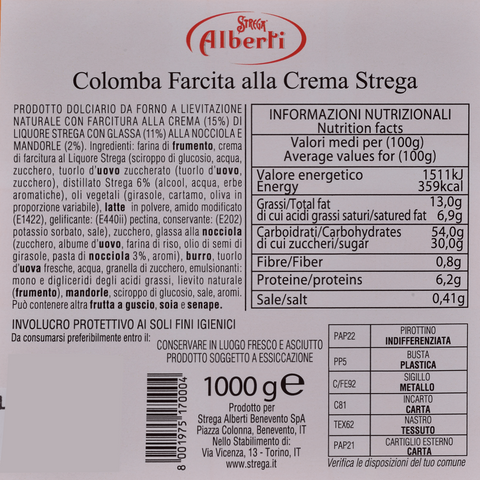 STREGA
Alberti
Colomba Farcita alla Crema Strega
PRODOTTO DOLCIARIO DA FORNO A LIEVITAZIONE
NATURALE CON FARCITURA ALLA CREMA (15%) DI
LIQUORE STREGA CON GLASSA (11%) ALLA NOCCIOLA E
MANDORLE (2%). Ingredienti: farina di frumento, crema
di farcitura al Liquore Strega (sciroppo di glucosio, acqua,
zucchero, tuorlo d'uovo zuccherato (tuorlo d'uovo,
zucchero), distillato Strega 6% (alcool, acqua, erbe
aromatiche), oli vegetali (girasole, cartamo, oliva in
proporzione variabile), latte in polvere, amido modificato
(E1422), gelificante: (E440ii) pectina, conservante: (E202)
potassio sorbato, sale), zucchero, glassa alla nocciola
(zucchero, albume d'uovo, farina di riso, olio di semi di
girasole, pasta di nocciola 3%, aromi), burro, tuorlo
d'uova fresche, acqua, granella di zucchero, emulsionanti:
mono e digliceridi degli acidi grassi, lievito naturale
(frumento), mandorle, sciroppo di glucosio, sale, aromi.
Può contenere altra frutta a guscio, soia e senape.
INFORMAZIONI NUTRIZIONALI
Nutrition facts
Valori medi per (100g)
Average values for (100g)
Valore energetico 1511kJ
Energy 359kcal
Grassi/Total fat 13,0g
di cui acidi grassi saturi/satured fat 6,9g
Carboidrati/Carbohydrates 54,0g
di cui zuccheri/sugar 30,0g
Fibre/Fiber 0,8g
Proteine/proteins 6,2g
Sale/salt 0,41g
INVOLUCRO PROTETTIVO AI SOLI FINI IGIENICI
Da consumarsi preferibilmente entro il:
CONSERVARE IN LUOGO FRESCO E ASCIUTTO
PRODOTTO SOGGETTO A ESSICCAZIONE
8 001975 170004
1000 g e
Prodotto per
Strega Alberti Benevento SpA
Piazza Colonna, Benevento, IT
Nello Stabilimento di:
Via Vicenza, 13 - Torino, IT
www.strega.it
PAP22 PIROTTINO
INDIFFERENZIATA
PP5 BUSTA
PLASTICA
C/FE92 SIGILLO
METALLO
C81 INCARTO
CARTA
TEX62 NASTRO
TESSUTO
PAP21 CARTIGLIO ESTERNO
CARTA
Verifica le disposizioni del tuo comune